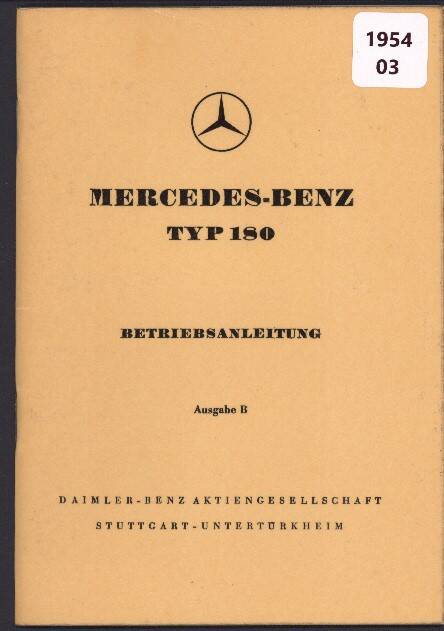 1954
03
MERCEDES-BENZ
TYP 180
BETRIEBSANLEITUNG
Ausgabe B
DAIMLER-BENZ AKTIENGESELLSCHAFT
STUTTGART-UNTERTÜRKHEIM